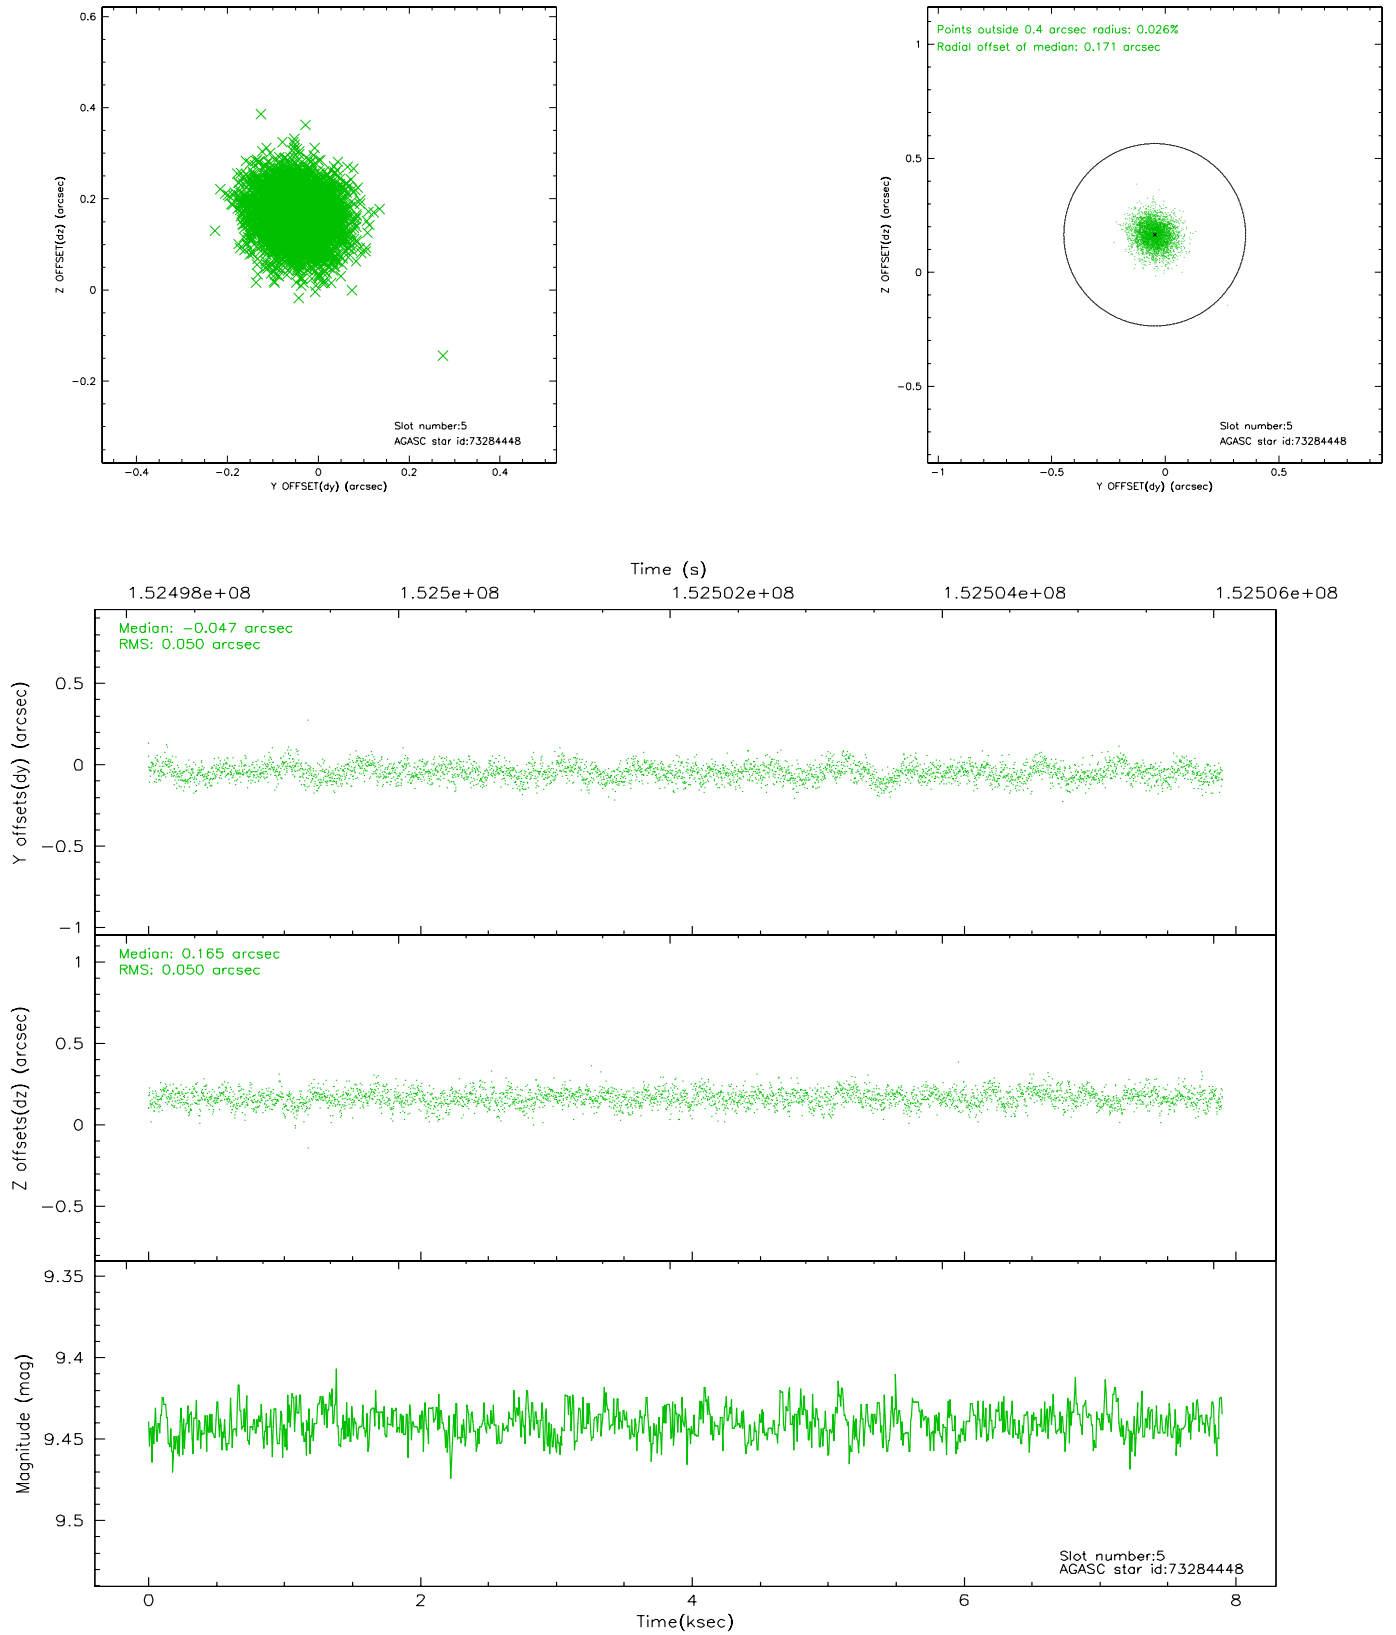 0.6
0.4
0.2
0
−0.2
Z OFFSET(dz) (arcsec)
Slot number:5
AGASC star id:73284448
−0.4 −0.2 0 0.2 0.4
Y OFFSET(dy) (arcsec)
Points outside 0.4 arcsec radius: 0.026%
Radial offset of median: 0.171 arcsec
1
0.5
0
−0.5
Z OFFSET(dz) (arcsec)
Slot number:5
AGASC star id:73284448
−1 −0.5 0 0.5
Y OFFSET(dy) (arcsec)
Time (s)
1.52498e+08 1.525e+08 1.52502e+08 1.52504e+08 1.52506e+08
Median: −0.047 arcsec
RMS: 0.050 arcsec
0.5
0
−0.5
−1
Y offsets(dy) (arcsec)
Median: 0.165 arcsec
RMS: 0.050 arcsec
1
0.5
0
−0.5
Z offsets(dz) (arcsec)
9.35
9.4
9.45
9.5
Magnitude (mag)
Slot number:5
AGASC star id:73284448
0 2 4 6 8
Time(ksec)